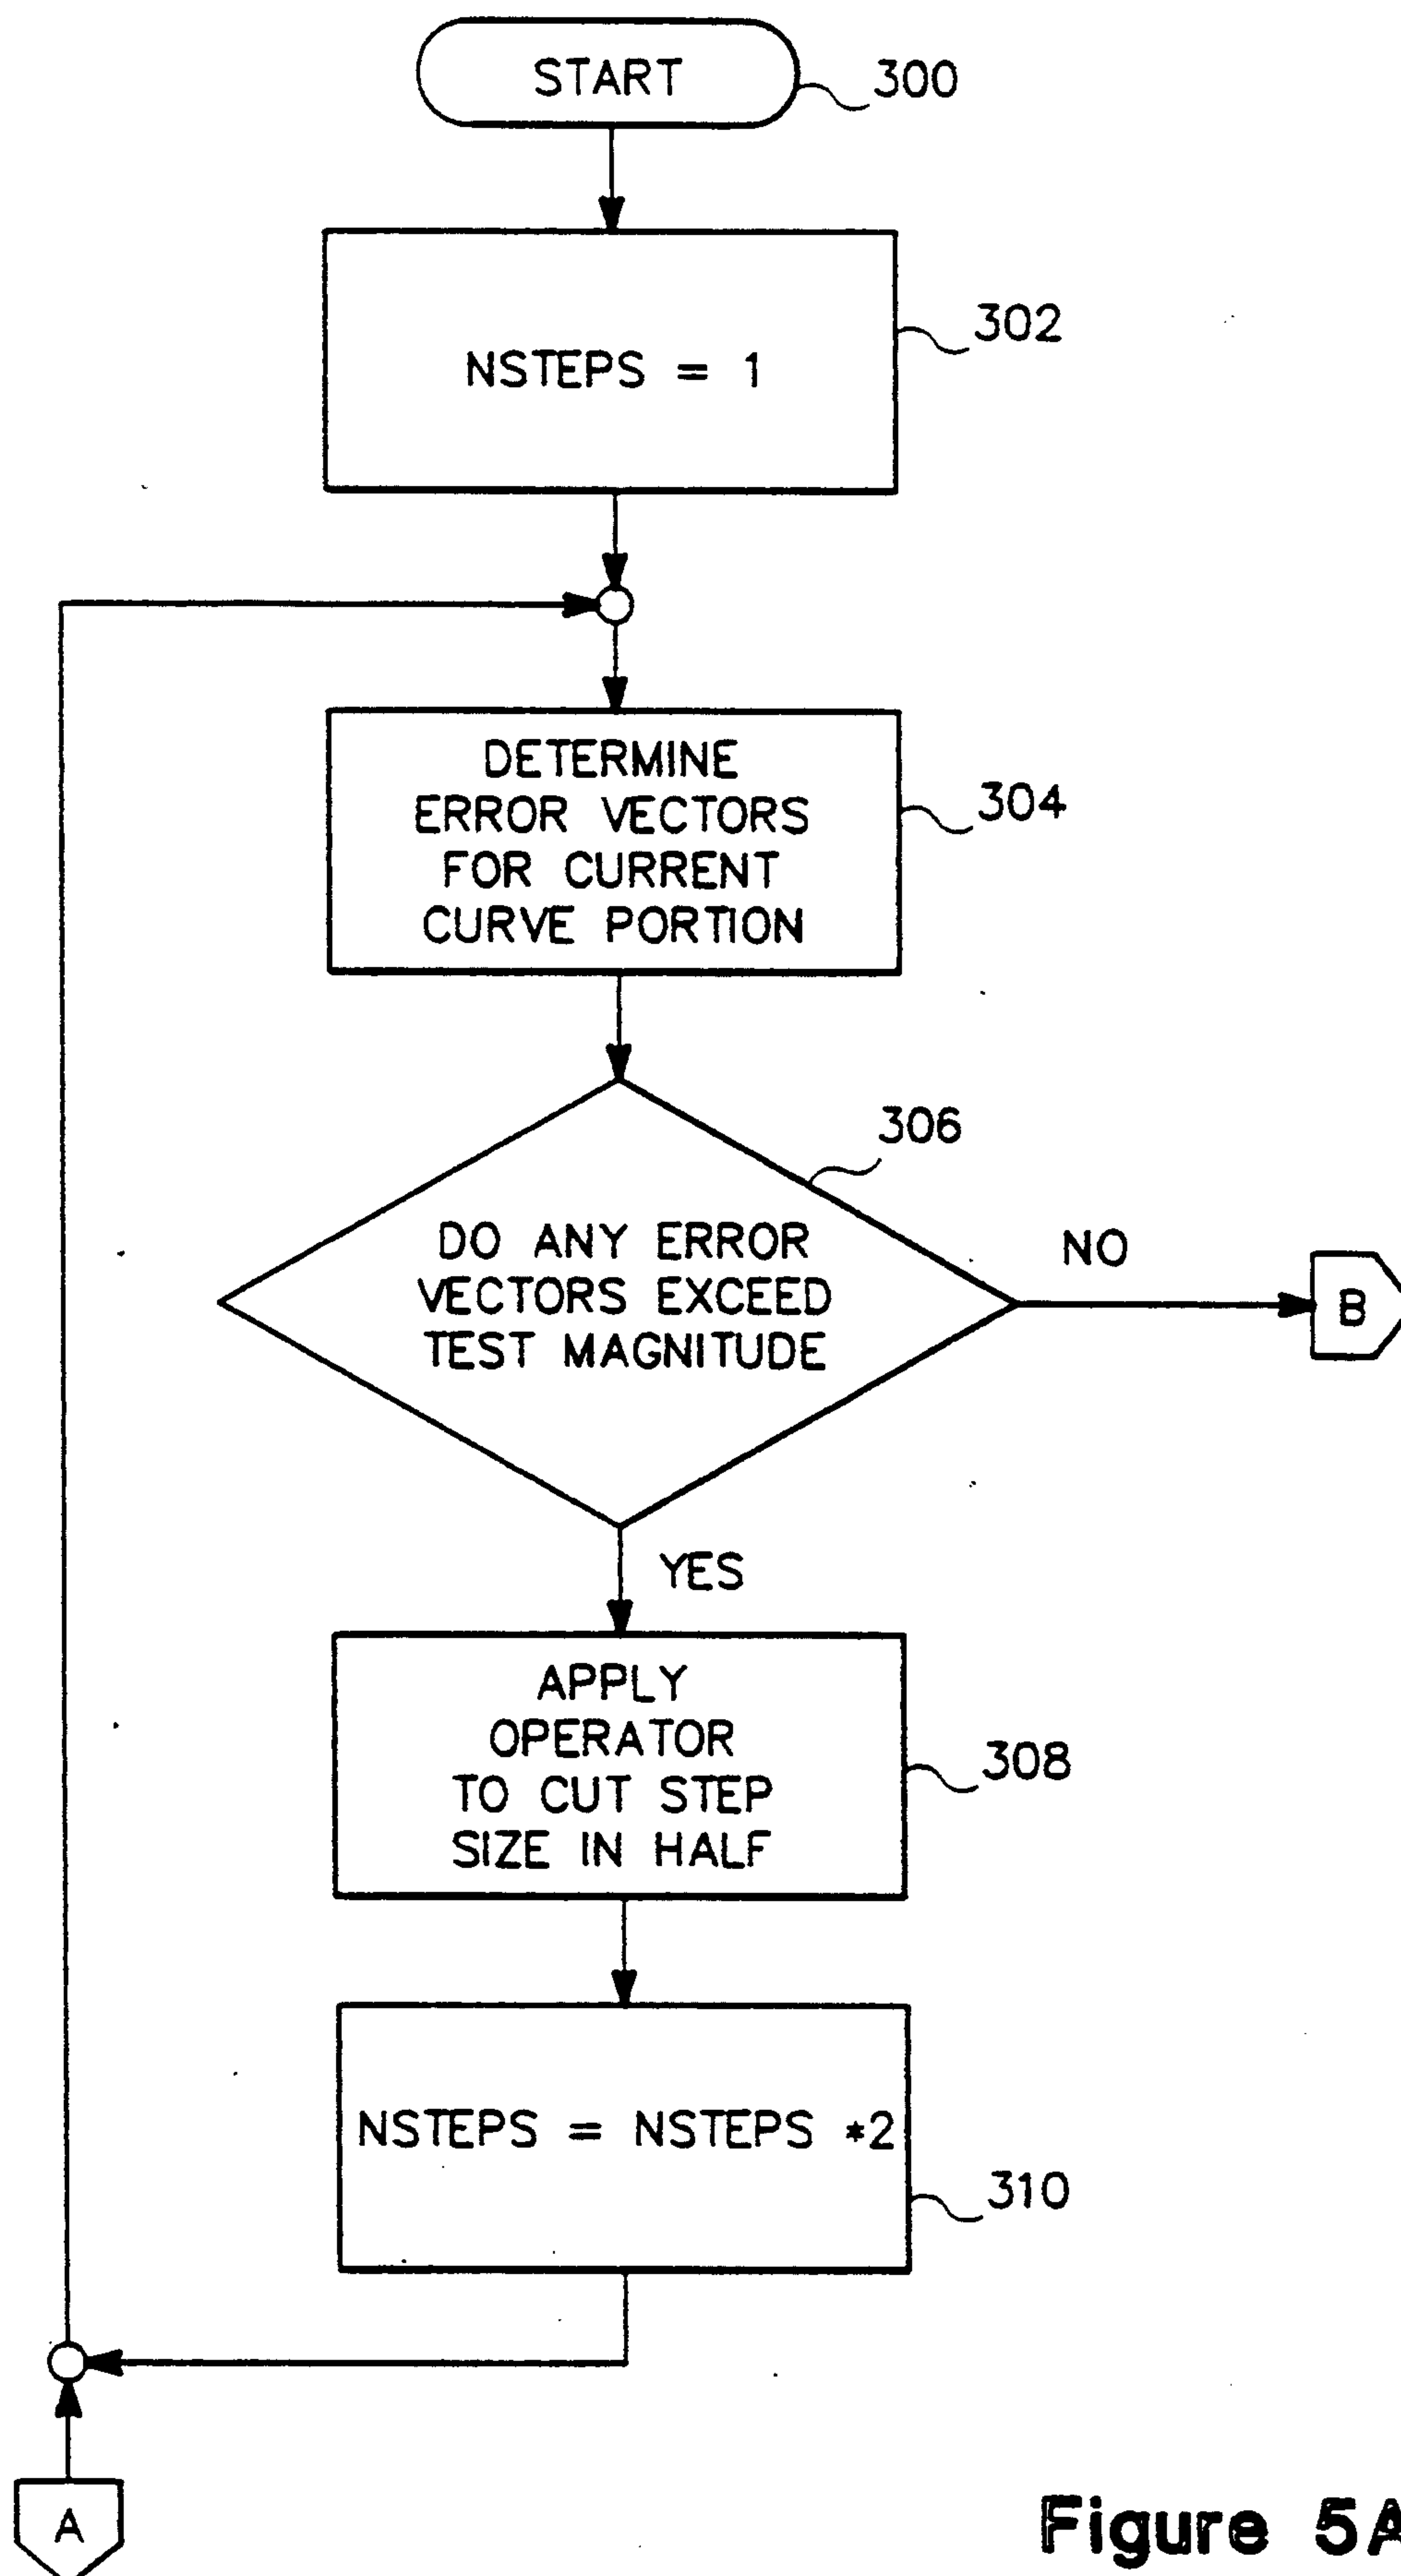 START
300
NSTEPS = 1
302
DETERMINE
ERROR VECTORS
FOR CURRENT
CURVE PORTION
304
306
DO ANY ERROR
VECTORS EXCEED
TEST MAGNITUDE
NO
B
YES
APPLY
OPERATOR
TO CUT STEP
SIZE IN HALF
308
NSTEPS = NSTEPS *2
310
A
Figure 5A